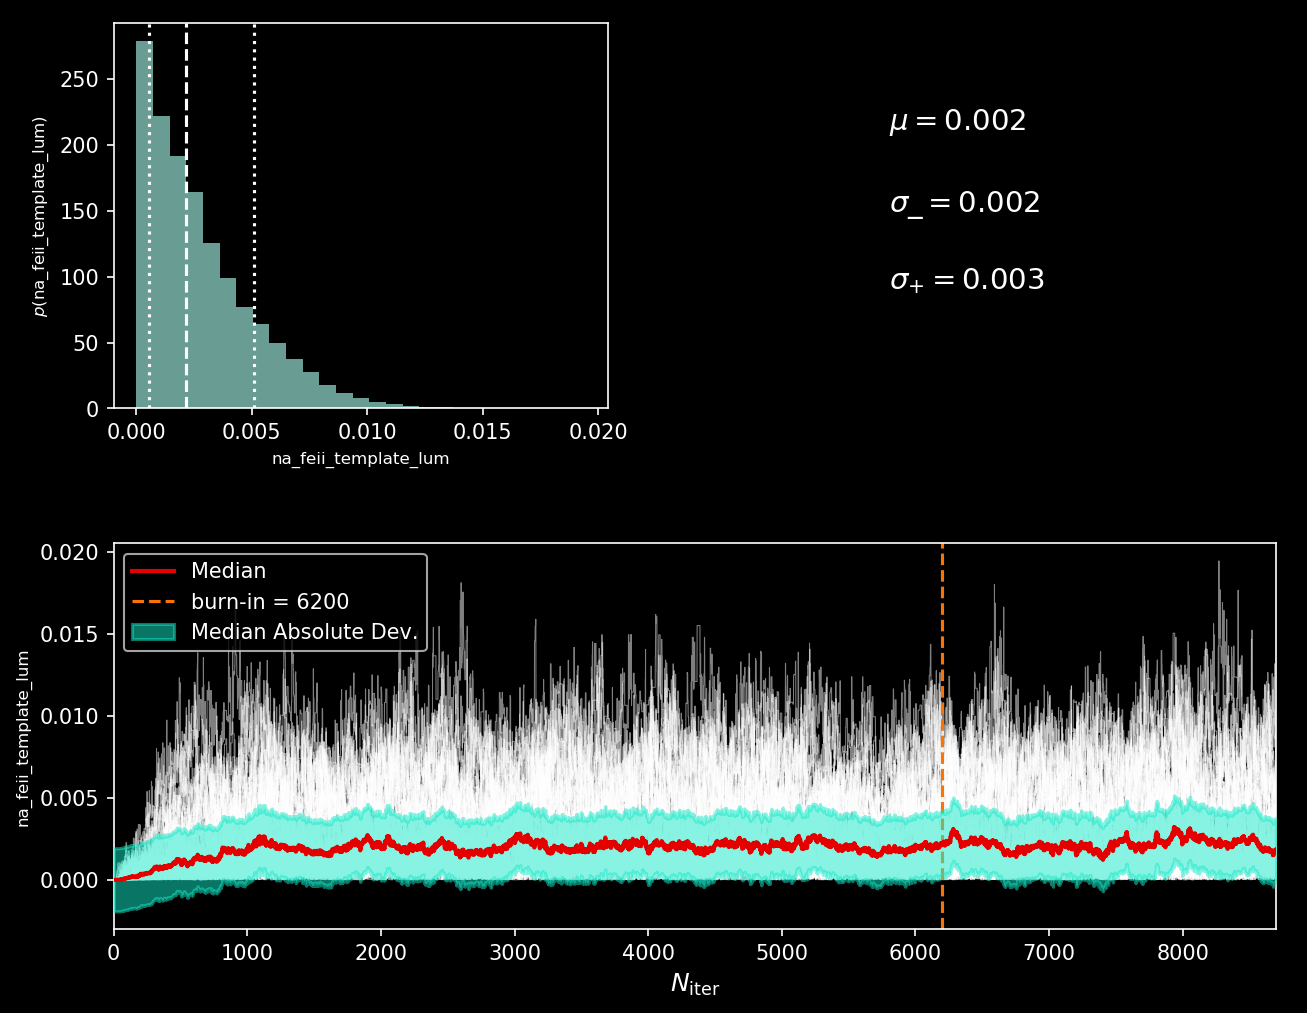 250
200
150
100
50
0
p(na_feii_template_lum)
0.000 0.005 0.010 0.015 0.020
na_feii_template_lum
μ = 0.002
σ₋ = 0.002
σ₊ = 0.003
0.020
0.015
0.010
0.005
0.000
na_feii_template_lum
Median
burn-in = 6200
Median Absolute Dev.
0 1000 2000 3000 4000 5000 6000 7000 8000
N_iter